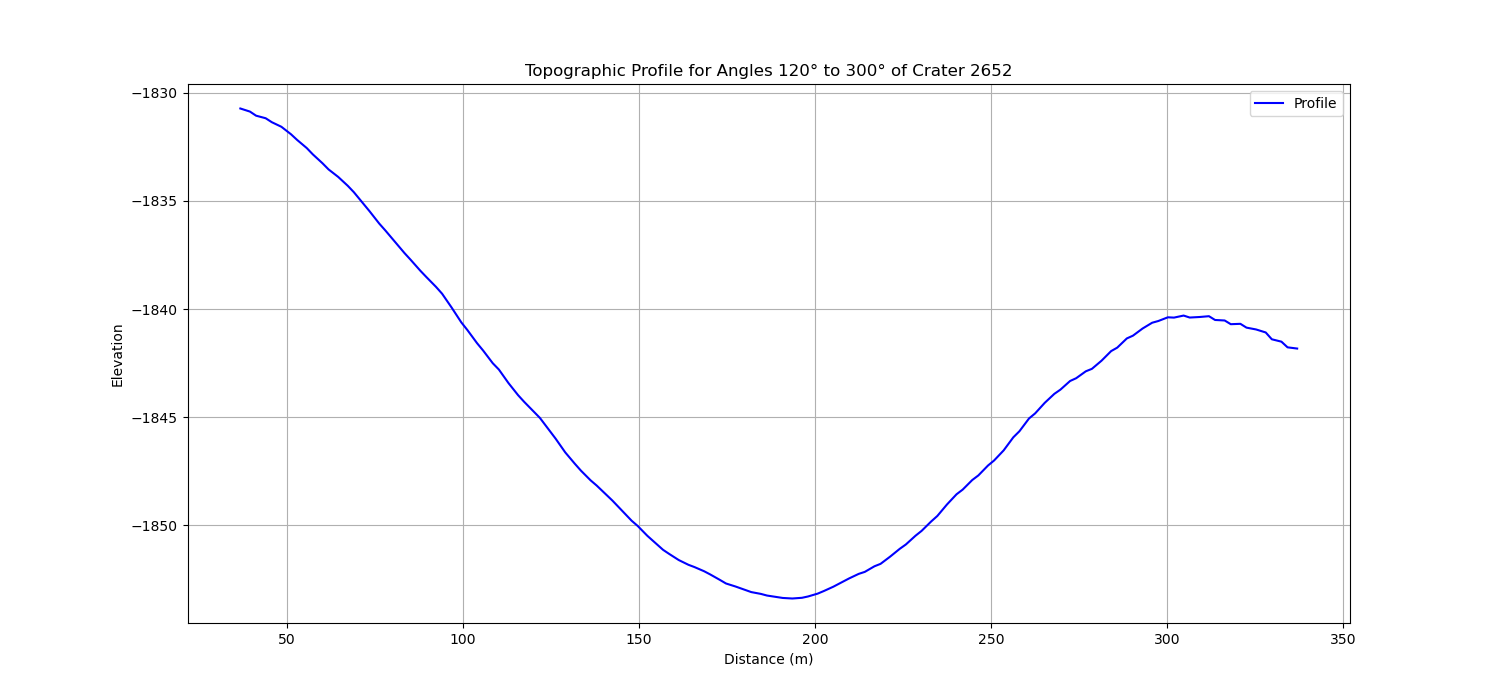 Topographic Profile for Angles 120° to 300° of Crater 2652
Profile
Elevation
−1830
−1835
−1840
−1845
−1850
50 100 150 200 250 300 350
Distance (m)